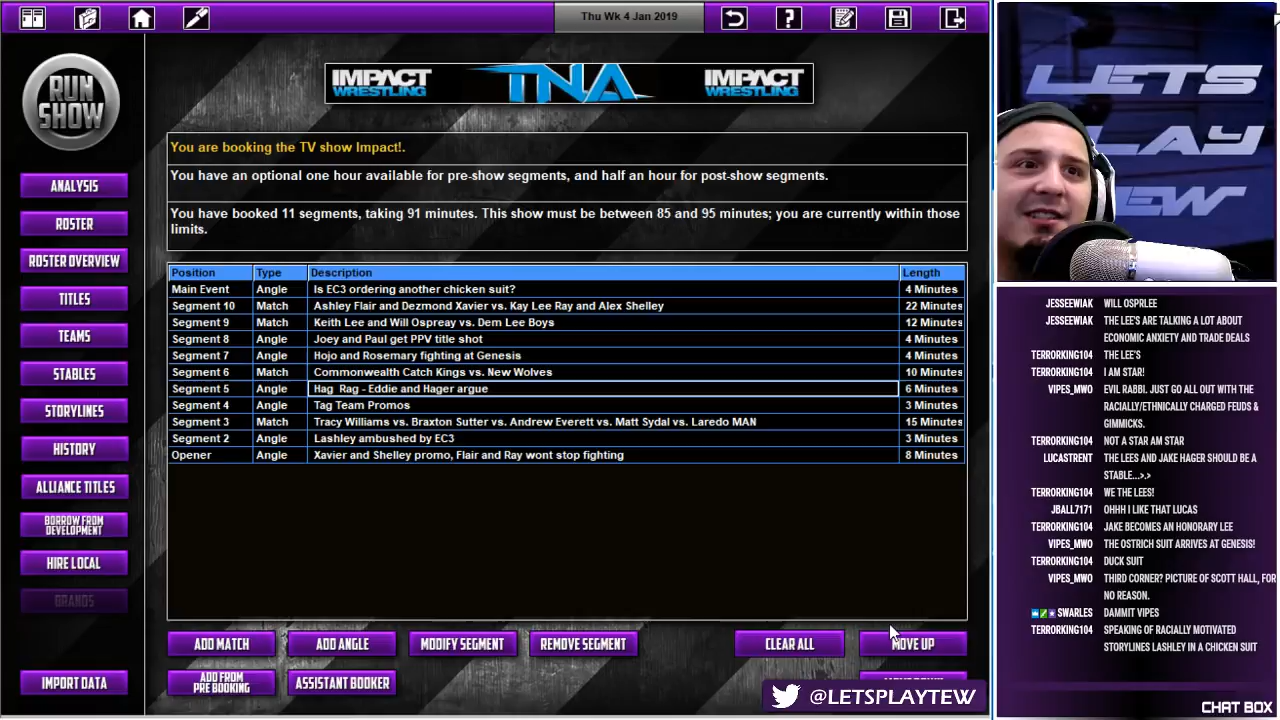 Thu Wk 4 Jan 2019
RUN
SHOW
IMPACT
WRESTLING
TNA
IMPACT
WRESTLING
You are booking the TV show Impact!.
You have an optional one hour available for pre-show segments, and half an hour for post-show segments.
You have booked 11 segments, taking 91 minutes. This show must be between 85 and 95 minutes; you are currently within those
limits.
ANALYSIS
ROSTER
ROSTER OVERVIEW
TITLES
TEAMS
STABLES
STORYLINES
HISTORY
ALLIANCE TITLES
BORROW FROM
DEVELOPMENT
HIRE LOCAL
BRANDS
IMPORT DATA
Position Type Description Length
Main Event Angle Is EC3 ordering another chicken suit? 4 Minutes
Segment 10 Match Ashley Flair and Dezmond Xavier vs. Kay Lee Ray and Alex Shelley 22 Minutes
Segment 9 Match Keith Lee and Will Ospreay vs. Dem Lee Boys 12 Minutes
Segment 8 Angle Joey and Paul get PPV title shot 4 Minutes
Segment 7 Angle Hojo and Rosemary fighting at Genesis 4 Minutes
Segment 6 Match Commonwealth Catch Kings vs. New Wolves 10 Minutes
Segment 5 Angle Hag Rag - Eddie and Hager argue 6 Minutes
Segment 4 Angle Tag Team Promos 3 Minutes
Segment 3 Match Tracy Williams vs. Braxton Sutter vs. Andrew Everett vs. Matt Sydal vs. Laredo MAN 15 Minutes
Segment 2 Angle Lashley ambushed by EC3 3 Minutes
Opener Angle Xavier and Shelley promo, Flair and Ray wont stop fighting 8 Minutes
ADD MATCH
ADD ANGLE
MODIFY SEGMENT
REMOVE SEGMENT
CLEAR ALL
MOVE UP
ADD FROM
PRE BOOKING
ASSISTANT BOOKER
@LETSPLAYTEW
LETS
PLAY
TEW
JESSEEWIAK WILL OSPRLEE
JESSEEWIAK THE LEE'S ARE TALKING A LOT ABOUT
ECONOMIC ANXIETY AND TRADE DEALS
TERRORKING104 THE LEE'S
TERRORKING104 I AM STAR!
VIPES_MWO EVIL RABBI. JUST GO ALL OUT WITH THE
RACIALLY/ETHNICALLY CHARGED FEUDS &
GIMMICKS.
TERRORKING104 NOT A STAR AM STAR
LUCASTRENT THE LEES AND JAKE HAGER SHOULD BE A
STABLE...>.>
TERRORKING104 WE THE LEES!
JBALL7171 OHHH I LIKE THAT LUCAS
TERRORKING104 JAKE BECOMES AN HONORARY LEE
VIPES_MWO THE OSTRICH SUIT ARRIVES AT GENESIS!
TERRORKING104 DUCK SUIT
VIPES_MWO THIRD CORNER? PICTURE OF SCOTT HALL, FOR
NO REASON.
SWARLES DAMMIT VIPES
TERRORKING104 SPEAKING OF RACIALLY MOTIVATED
STORYLINES LASHLEY IN A CHICKEN SUIT
CHAT BOX